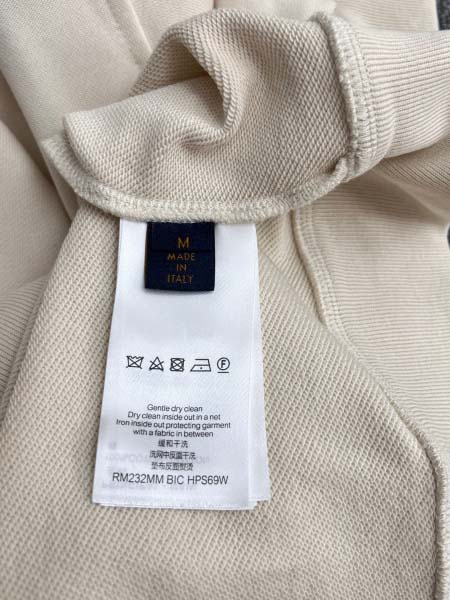 M
MADE
IN
ITALY
F
Gentle dry clean
Dry clean inside out in a net
Iron inside out protecting garment
with a fabric in between
缓和干洗
洗网中反面干洗
垫布反面熨烫
RM232MM BIC HPS69W